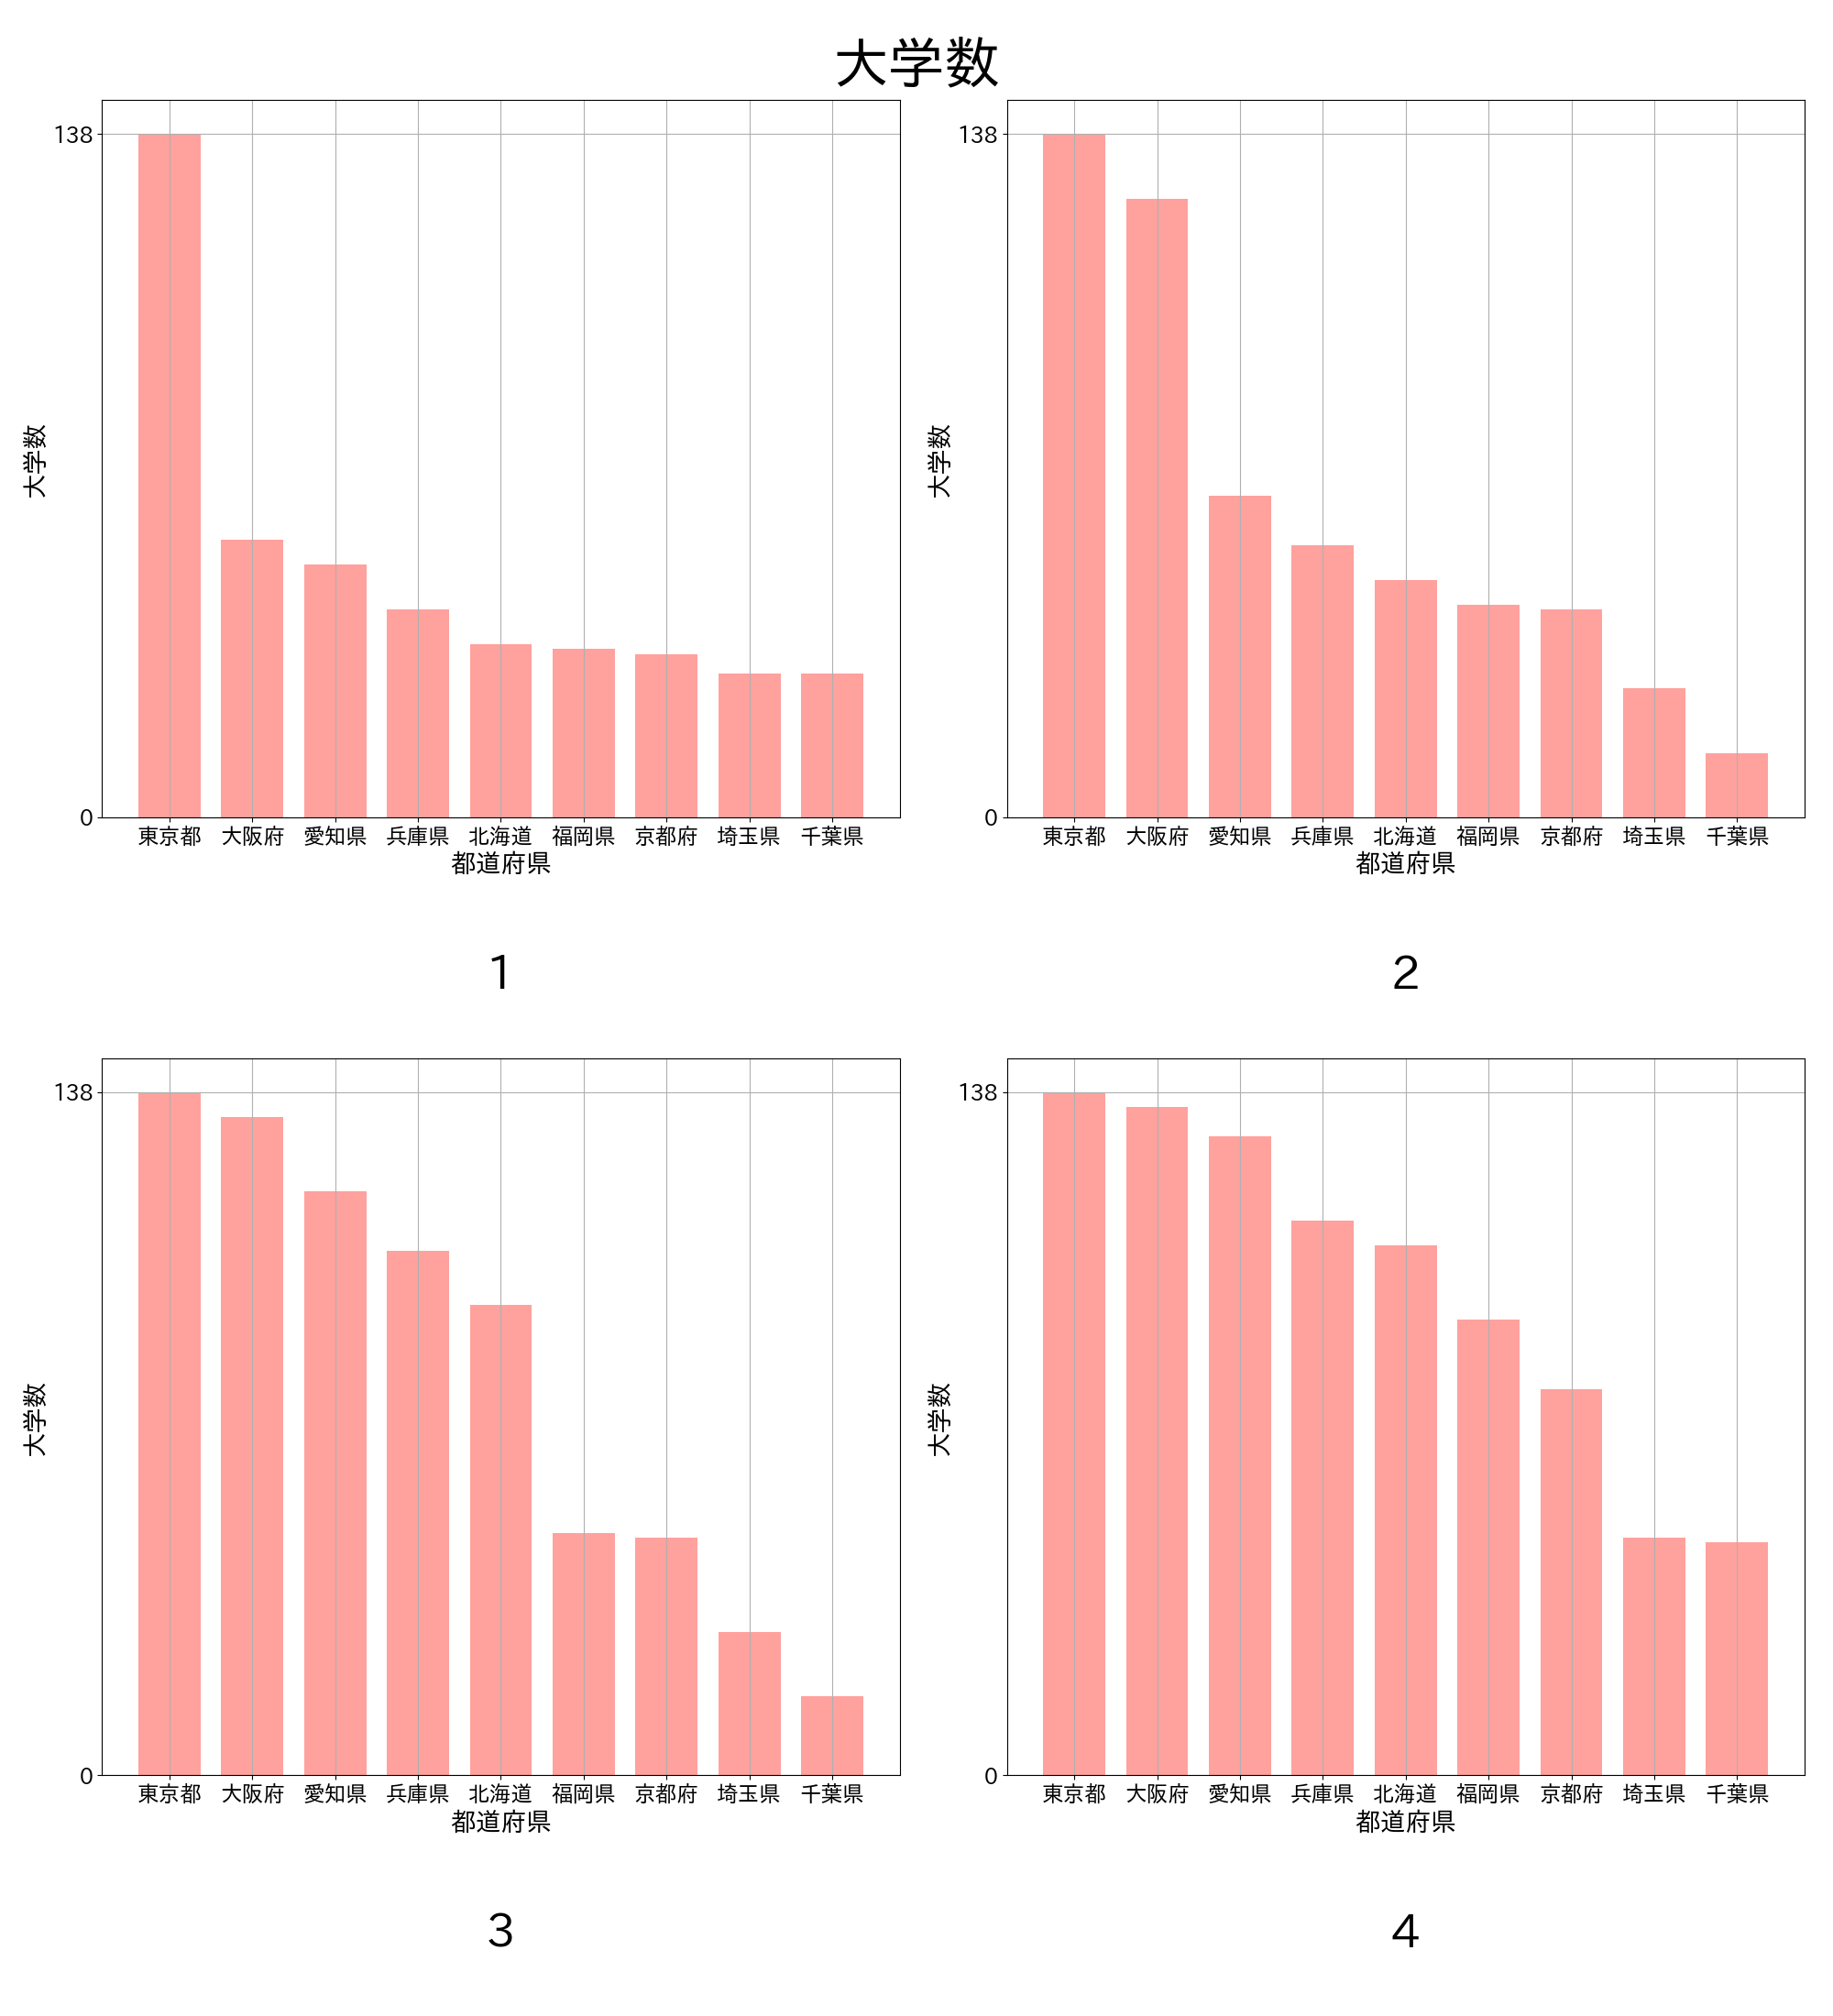 大学数
138
0
大学数
東京都 大阪府 愛知県 兵庫県 北海道 福岡県 京都府 埼玉県 千葉県
都道府県
1
138
0
大学数
東京都 大阪府 愛知県 兵庫県 北海道 福岡県 京都府 埼玉県 千葉県
都道府県
2
138
0
大学数
東京都 大阪府 愛知県 兵庫県 北海道 福岡県 京都府 埼玉県 千葉県
都道府県
3
138
0
大学数
東京都 大阪府 愛知県 兵庫県 北海道 福岡県 京都府 埼玉県 千葉県
都道府県
4